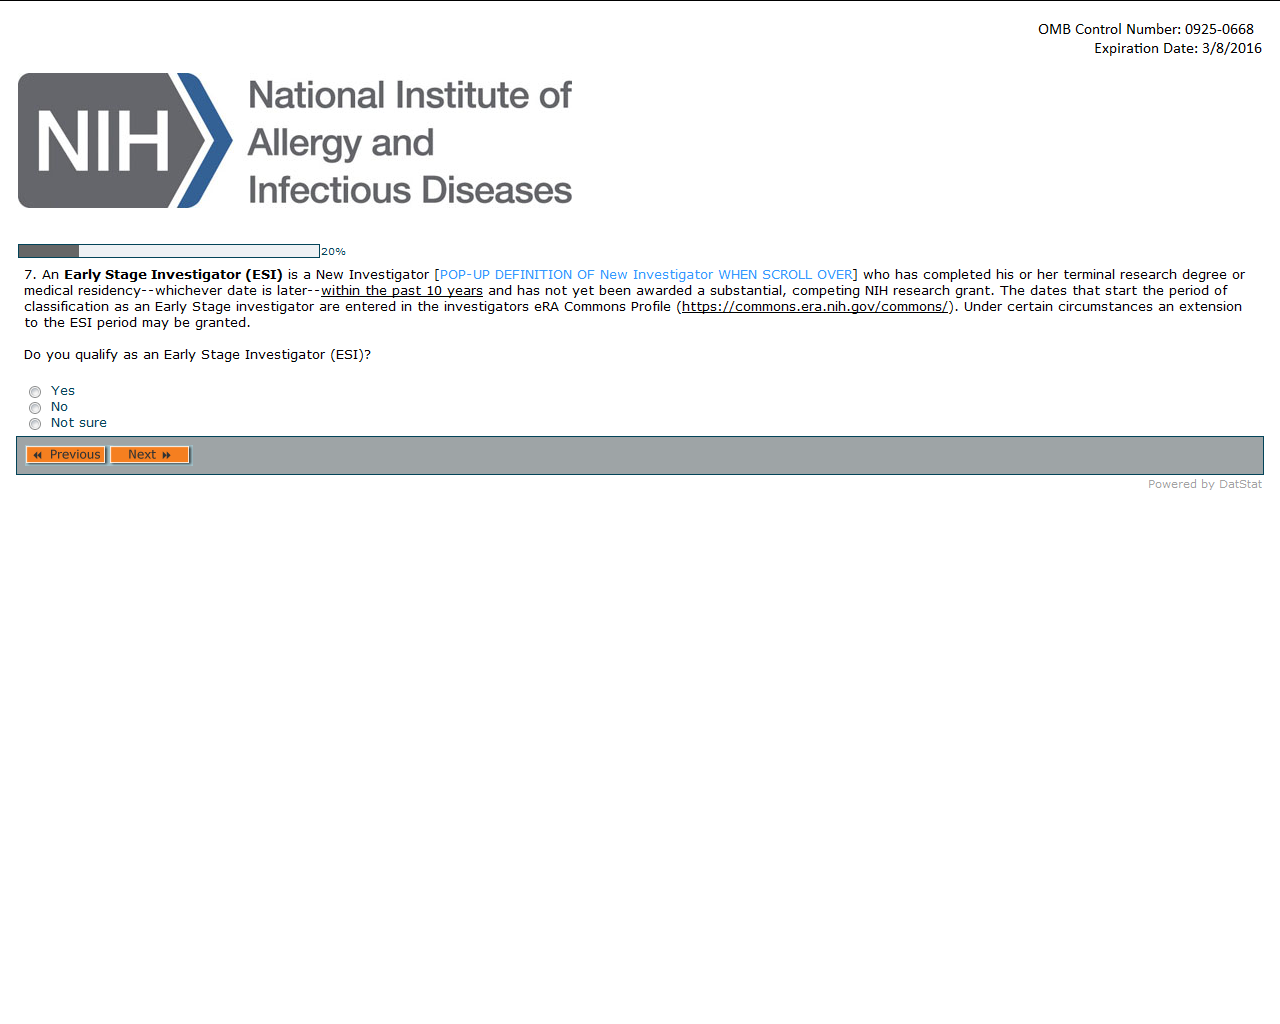 OMB Control Number: 0925-0668
Expiration Date: 3/8/2016
NIH
National Institute of
Allergy and
Infectious Diseases
20%
7. An Early Stage Investigator (ESI) is a New Investigator [POP-UP DEFINITION OF New Investigator WHEN SCROLL OVER] who has completed his or her terminal research degree or
medical residency--whichever date is later--within the past 10 years and has not yet been awarded a substantial, competing NIH research grant. The dates that start the period of
classification as an Early Stage investigator are entered in the investigators eRA Commons Profile (https://commons.era.nih.gov/commons/). Under certain circumstances an extension
to the ESI period may be granted.
Do you qualify as an Early Stage Investigator (ESI)?
Yes
No
Not sure
Previous Next
Powered by DatStat